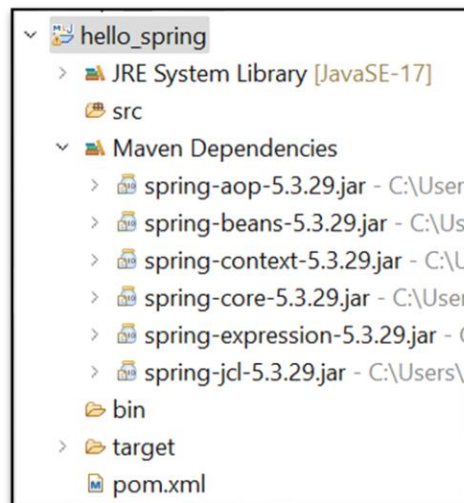 hello_spring
JRE System Library [JavaSE-17]
src
Maven Dependencies
spring-aop-5.3.29.jar - C:\User
spring-beans-5.3.29.jar - C:\Us
spring-context-5.3.29.jar - C:\U
spring-core-5.3.29.jar - C:\User
spring-expression-5.3.29.jar -
spring-jcl-5.3.29.jar - C:\Users\
bin
target
pom.xml